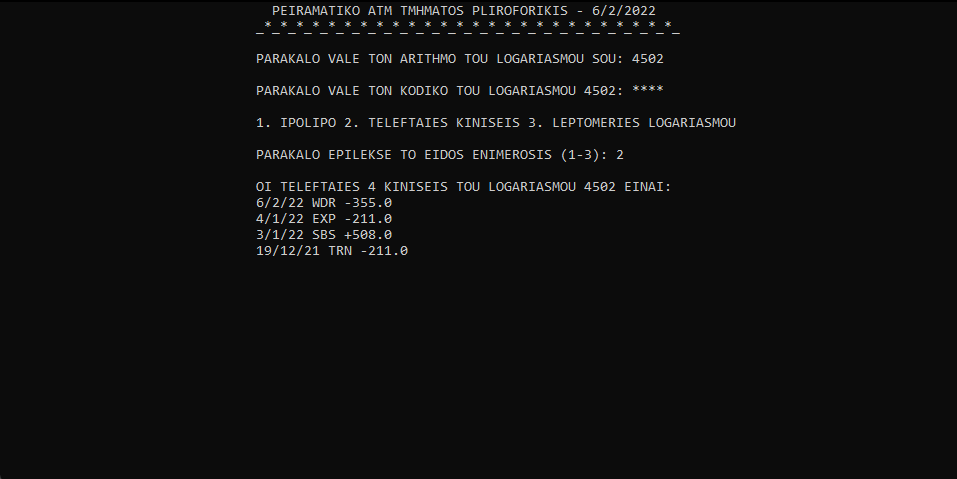 PEIRAMATIKO ATM TMHMATOS PLIROFORIKIS - 6/2/2022
_*_*_*_*_*_*_*_*_*_*_*_*_*_*_*_*_*_*_*_*_*_*_*_*_*_*_
PARAKALO VALE TON ARITHMO TOU LOGARIASMOU SOU: 4502
PARAKALO VALE TON KODIKO TOU LOGARIASMOU 4502: ****
1. IPOLIPO 2. TELEFTAIES KINISEIS 3. LEPTOMERIES LOGARIASMOU
PARAKALO EPILEKSE TO EIDOS ENIMEROSIS (1-3): 2
OI TELEFTAIES 4 KINISEIS TOU LOGARIASMOU 4502 EINAI:
6/2/22 WDR -355.0
4/1/22 EXP -211.0
3/1/22 SBS +508.0
19/12/21 TRN -211.0